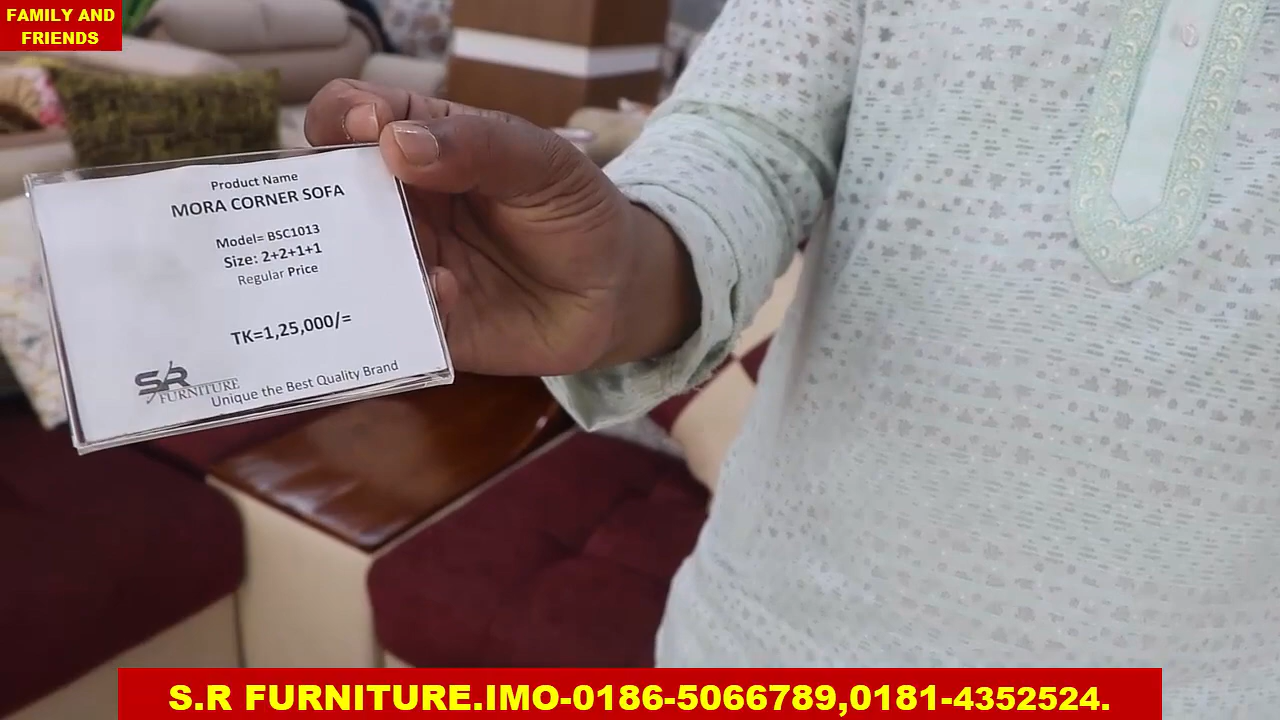 FAMILY AND
FRIENDS
Product Name
MORA CORNER SOFA
Model= BSC1013
Size: 2+2+1+1
Regular Price
TK=1,25,000/=
SR
FURNITURE
Unique the Best Quality Brand
S.R FURNITURE.IMO-0186-5066789,0181-4352524.